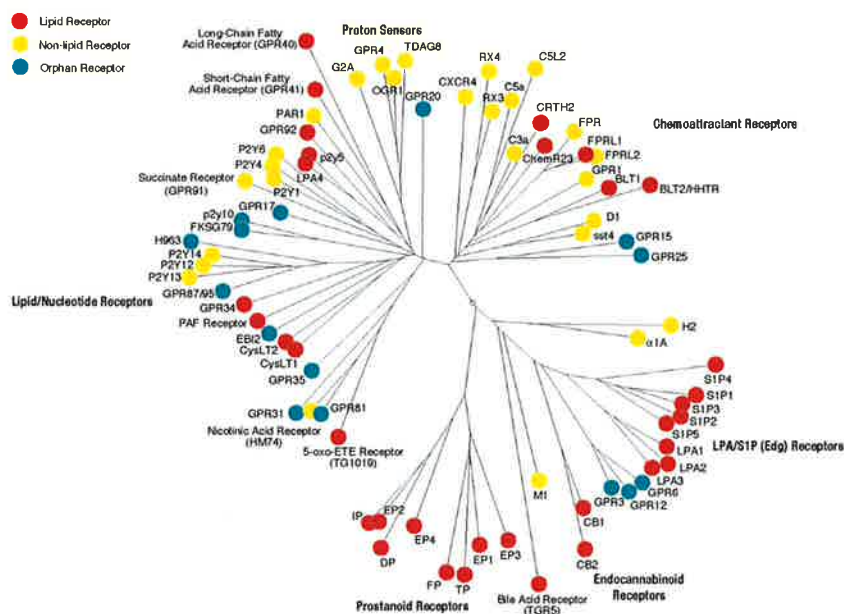 Lipid Receptor
Non-lipid Receptor
Orphan Receptor
Long-Chain Fatty
Acid Receptor (GPR40)
Short-Chain Fatty
Acid Receptor (GPR41)
PAR1
GPR92
p2y5
LPA4
P2Y6
P2Y4
P2Y1
Succinate Receptor
(GPR91)
GPR17
p2y10
FKSG79
H963
P2Y14
P2Y12
P2Y13
GPR87/95
Lipid/Nucleotide Receptors
GPR34
PAF Receptor
EBI2
CysLT2
CysLT1
GPR35
GPR31
GPR81
Nicotinic Acid Receptor
(HM74)
5-oxo-ETE Receptor
(TG1019)
Proton Sensors
G2A
GPR4
OGR1
TDAG8
GPR20
CXCR4
RX4
RX3
C5a
C5L2
CRTH2
C3a
ChemR23
FPR
FPRL1
FPRL2
GPR1
BLT1
BLT2/HHTR
Chemoattractant Receptors
D1
sst4
GPR15
GPR25
H2
α1A
S1P4
S1P1
S1P3
S1P2
S1P5
LPA1
LPA2
LPA3
LPA/S1P (Edg) Receptors
GPR6
GPR12
GPR3
M1
CB1
CB2
Endocannabinoid
Receptors
Bile Acid Receptor
(TGR5)
IP
EP2
DP
EP4
FP
TP
EP1
EP3
Prostanoid Receptors